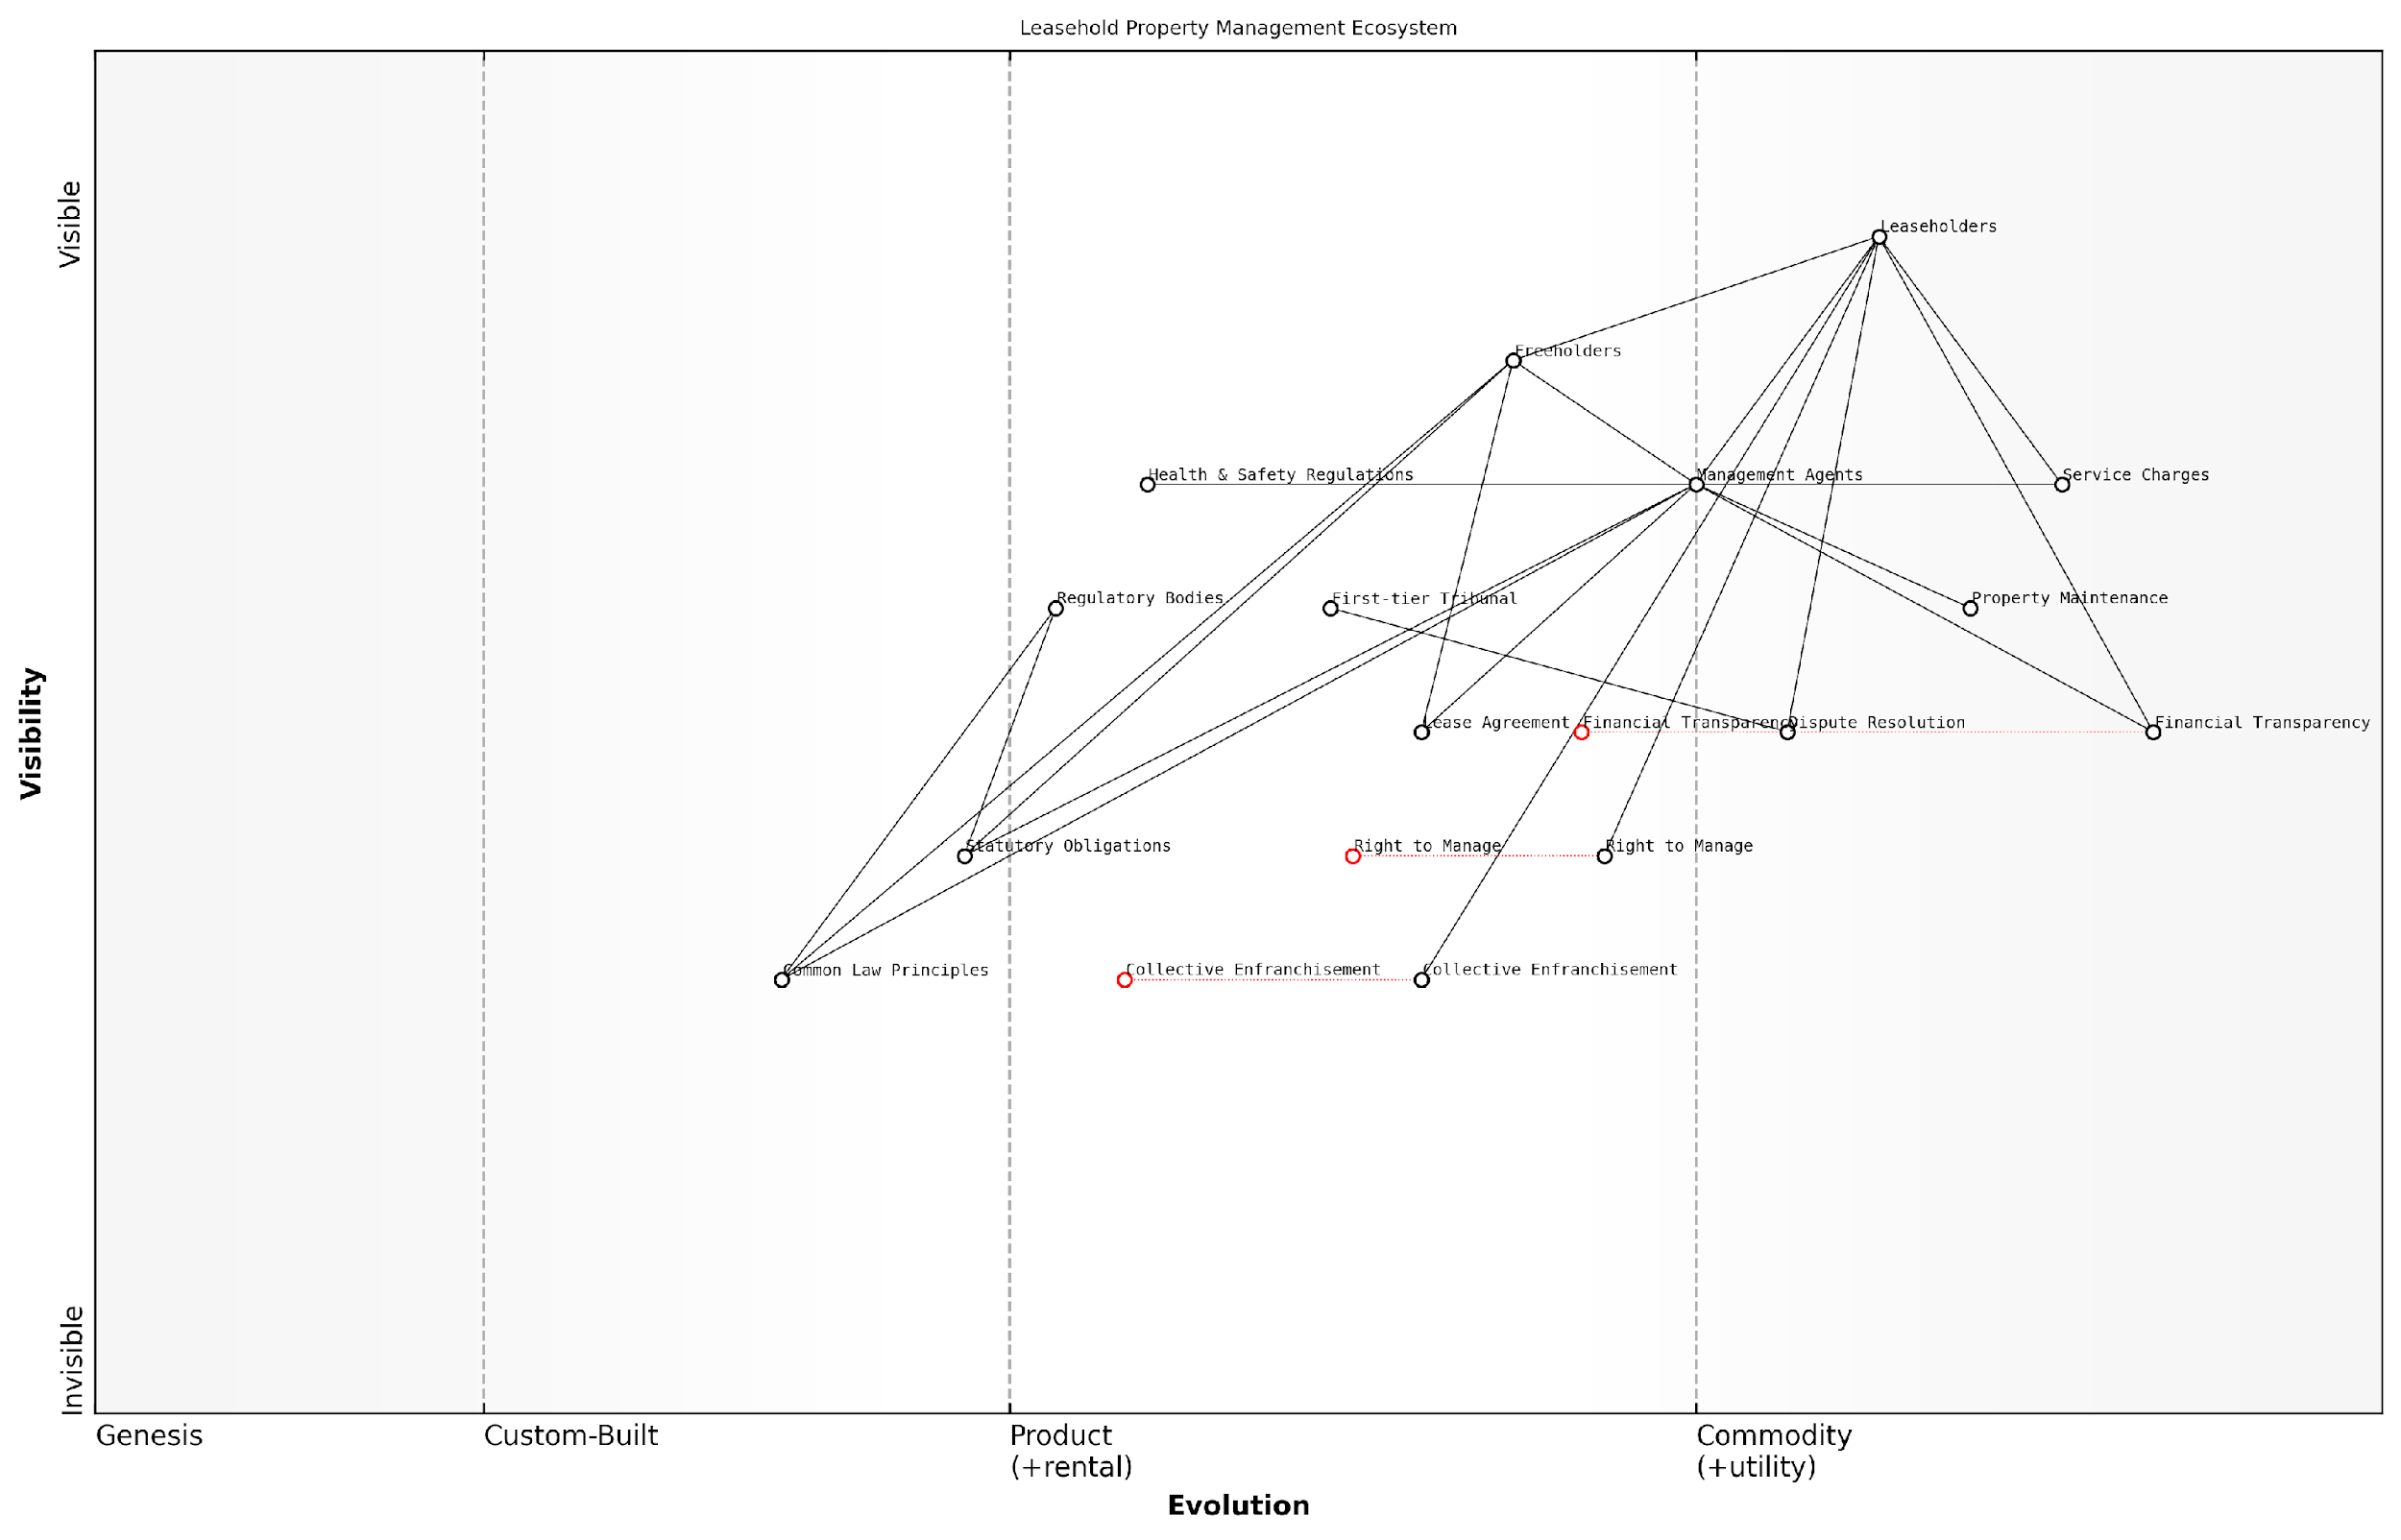 Leasehold Property Management Ecosystem
Visible
Leaseholders
Freeholders
Health & Safety Regulations
Management Agents
Service Charges
Regulatory Bodies
First-tier Tribunal
Property Maintenance
Visibility
Lease Agreement
Financial Transparency
Dispute Resolution
Financial Transparency
Statutory Obligations
Right to Manage
Right to Manage
Common Law Principles
Collective Enfranchisement
Collective Enfranchisement
Invisible
Genesis
Custom-Built
Product
(+rental)
Commodity
(+utility)
Evolution